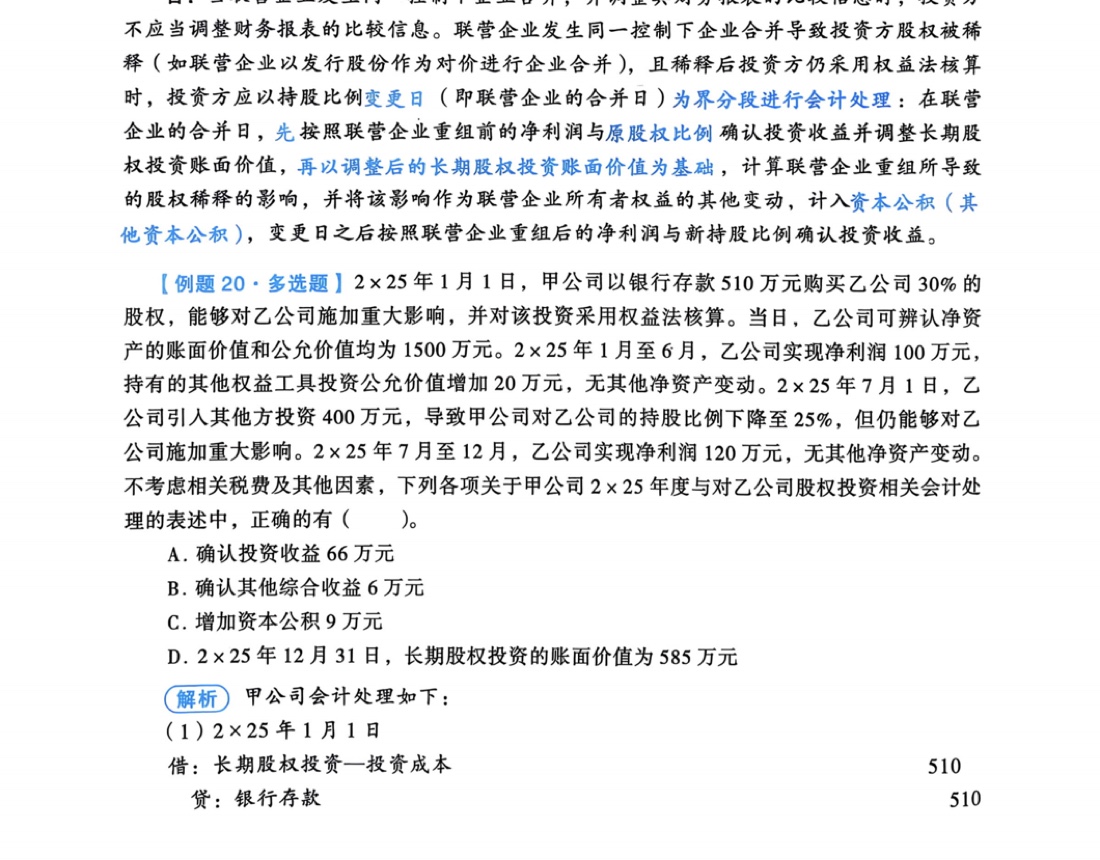 不应当调整财务报表的比较信息。联营企业发生同一控制下企业合并导致投资方股权被稀
释（如联营企业以发行股份作为对价进行企业合并），且稀释后投资方仍采用权益法核算
时，投资方应以持股比例变更日（即联营企业的合并日）为界分段进行会计处理：在联营
企业的合并日，先按照联营企业重组前的净利润与原股权比例确认投资收益并调整长期股
权投资账面价值，再以调整后的长期股权投资账面价值为基础，计算联营企业重组所导致
的股权稀释的影响，并将该影响作为联营企业所有者权益的其他变动，计入资本公积（其
他资本公积），变更日之后按照联营企业重组后的净利润与新持股比例确认投资收益。
【例题20·多选题】2×25年1月1日，甲公司以银行存款510万元购买乙公司30%的
股权，能够对乙公司施加重大影响，并对该投资采用权益法核算。当日，乙公司可辨认净资
产的账面价值和公允价值均为1500万元。2×25年1月至6月，乙公司实现净利润100万元，
持有的其他权益工具投资公允价值增加20万元，无其他净资产变动。2×25年7月1日，乙
公司引入其他方投资400万元，导致甲公司对乙公司的持股比例下降至25%，但仍能够对乙
公司施加重大影响。2×25年7月至12月，乙公司实现净利润120万元，无其他净资产变动。
不考虑相关税费及其他因素，下列各项关于甲公司2×25年度与对乙公司股权投资相关会计处
理的表述中，正确的有（　　）。
A. 确认投资收益66万元
B. 确认其他综合收益6万元
C. 增加资本公积9万元
D. 2×25年12月31日，长期股权投资的账面价值为585万元
解析 甲公司会计处理如下：
（1）2×25年1月1日
借：长期股权投资—投资成本 510
贷：银行存款 510